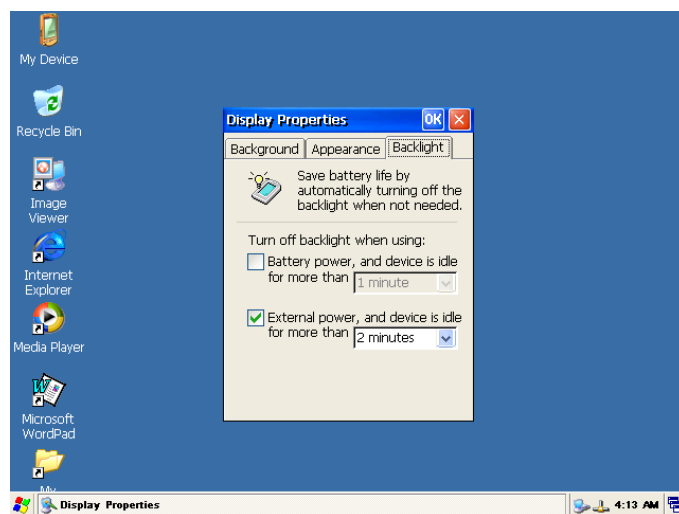 My Device
Recycle Bin
Image
Viewer
Internet
Explorer
Media Player
Microsoft
WordPad
My
Display Properties
OK
Background
Appearance
Backlight
Save battery life by
automatically turning off the
backlight when not needed.
Turn off backlight when using:
Battery power, and device is idle
for more than
1 minute
External power, and device is idle
for more than
2 minutes
Display Properties
4:13 AM